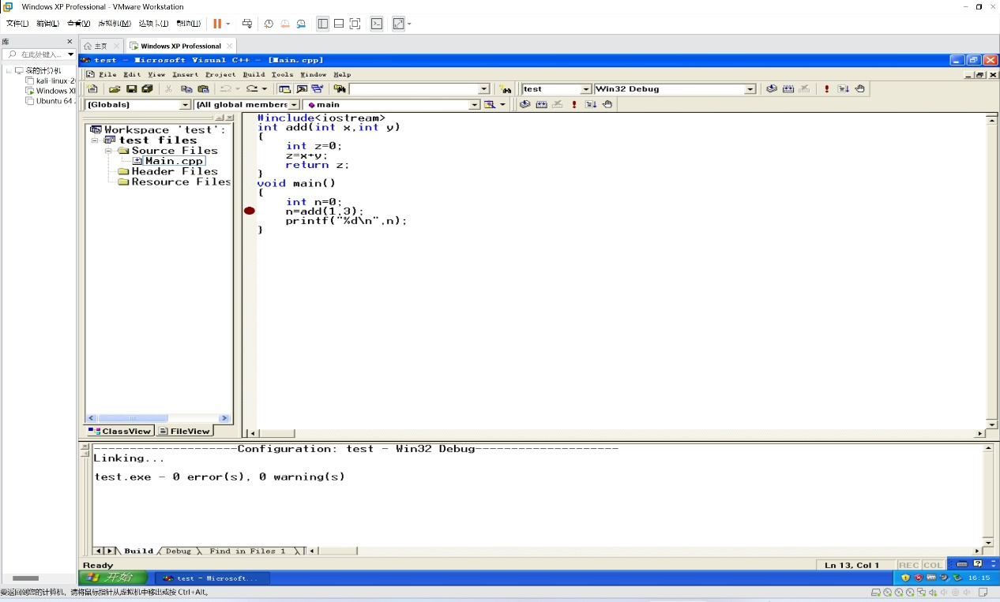 Windows XP Professional - VMware Workstation
文件(F) 编辑(E) 查看(V) 虚拟机(M) 选项卡(T) 帮助(H)
库
在此处键入...
主页
Windows XP Professional
我的计算机
kali-linux-2
Windows XI
Ubuntu 64
test - Microsoft Visual C++ - [Main.cpp]
File Edit View Insert Project Build Tools Window Help
test Win32 Debug
(Globals) (All global members main
Workspace 'test':
test files
Source Files
Main.cpp
Header Files
Resource Files
ClassView FileView
#include<iostream>
int add(int x,int y)
{
int z=0;
z=x+y;
return z;
}
void main()
{
int n=0;
n=add(1,3);
printf("%d\n",n);
}
--------------------Configuration: test - Win32 Debug--------------------
Linking...
test.exe - 0 error(s), 0 warning(s)
Build Debug Find in Files 1
Ready Ln 13, Col 1 REC COL
开始 test - Microsoft... 16:15
要返回到您的计算机，请将鼠标指针从虚拟机中移出或按 Ctrl+Alt。